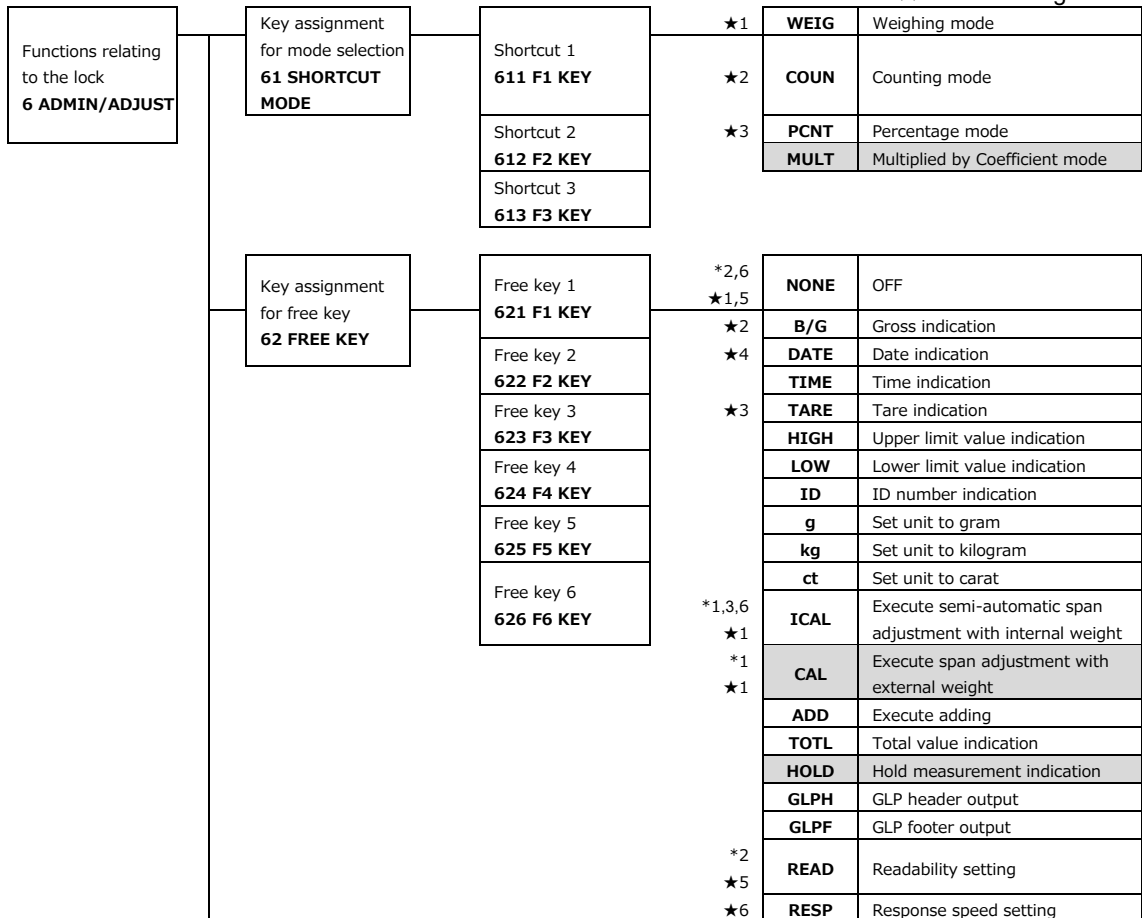 Functions relating
to the lock
6 ADMIN/ADJUST
Key assignment
for mode selection
61 SHORTCUT
MODE
Shortcut 1
611 F1 KEY
Shortcut 2
612 F2 KEY
Shortcut 3
613 F3 KEY
★1 WEIG Weighing mode
★2 COUN Counting mode
★3 PCNT Percentage mode
MULT Multiplied by Coefficient mode
Key assignment
for free key
62 FREE KEY
Free key 1
621 F1 KEY
Free key 2
622 F2 KEY
Free key 3
623 F3 KEY
Free key 4
624 F4 KEY
Free key 5
625 F5 KEY
Free key 6
626 F6 KEY
*2,6
★1,5
NONE OFF
★2 B/G Gross indication
★4 DATE Date indication
TIME Time indication
★3 TARE Tare indication
HIGH Upper limit value indication
LOW Lower limit value indication
ID ID number indication
g Set unit to gram
kg Set unit to kilogram
ct Set unit to carat
*1,3,6
★1
ICAL Execute semi-automatic span
adjustment with internal weight
*1
★1
CAL Execute span adjustment with
external weight
ADD Execute adding
TOTL Total value indication
HOLD Hold measurement indication
GLPH GLP header output
GLPF GLP footer output
*2
★5
READ Readability setting
★6 RESP Response speed setting